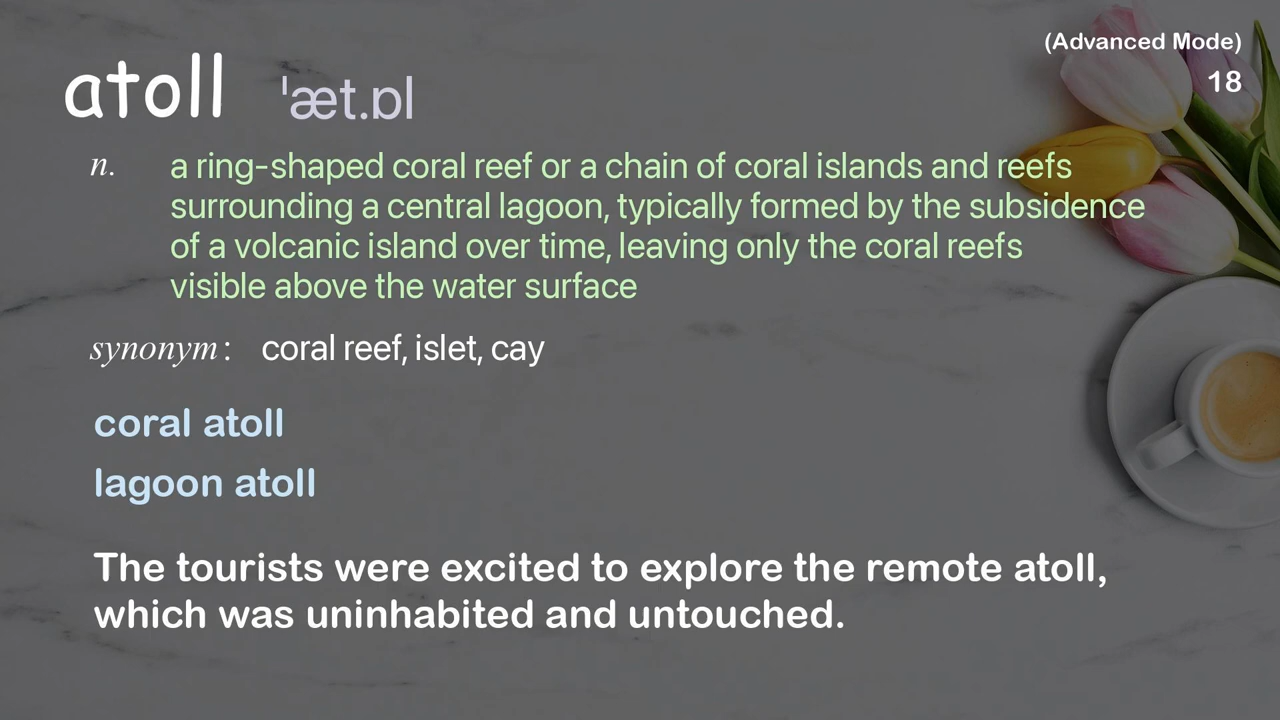 (Advanced Mode)
18
atoll ˈæt.ɒl
n. a ring-shaped coral reef or a chain of coral islands and reefs
surrounding a central lagoon, typically formed by the subsidence
of a volcanic island over time, leaving only the coral reefs
visible above the water surface
synonym: coral reef, islet, cay
coral atoll
lagoon atoll
The tourists were excited to explore the remote atoll,
which was uninhabited and untouched.